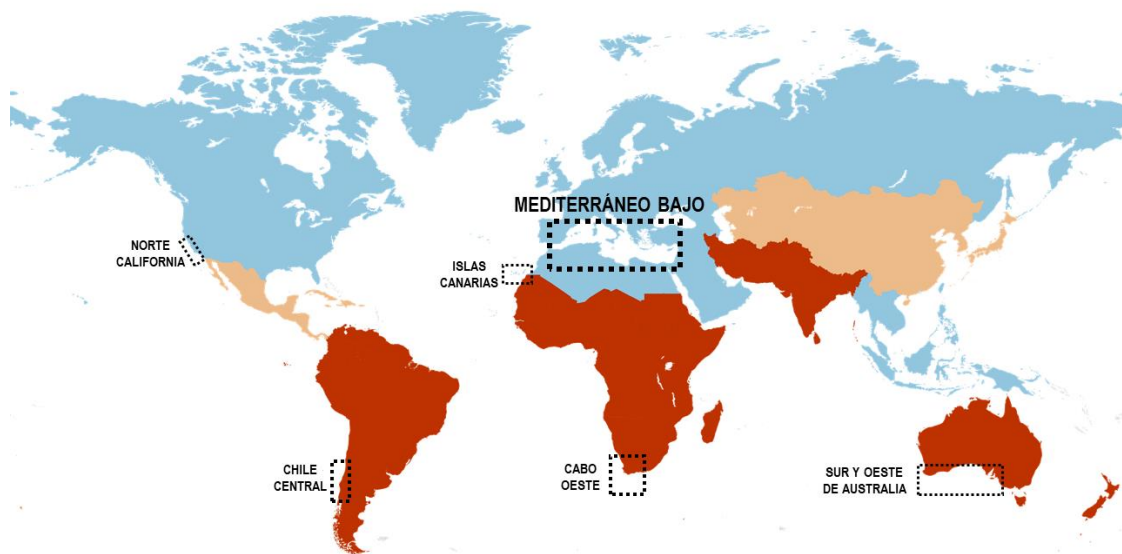 MEDITERRÁNEO BAJO
NORTE
CALIFORNIA
ISLAS
CANARIAS
CHILE
CENTRAL
CABO
OESTE
SUR Y OESTE
DE AUSTRALIA